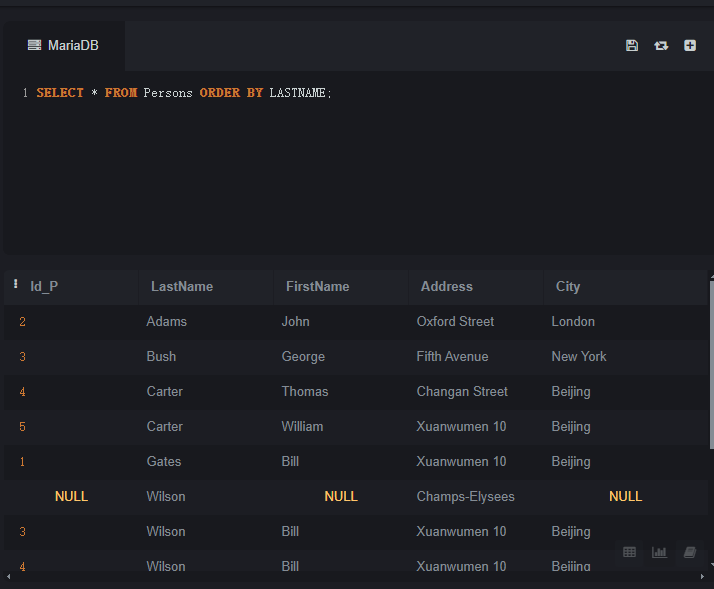 MariaDB
1 SELECT * FROM Persons ORDER BY LASTNAME;
Id_P LastName FirstName Address City
2 Adams John Oxford Street London
3 Bush George Fifth Avenue New York
4 Carter Thomas Changan Street Beijing
5 Carter William Xuanwumen 10 Beijing
1 Gates Bill Xuanwumen 10 Beijing
NULL Wilson NULL Champs-Elysees NULL
3 Wilson Bill Xuanwumen 10 Beijing
4 Wilson Bill Xuanwumen 10 Beijing